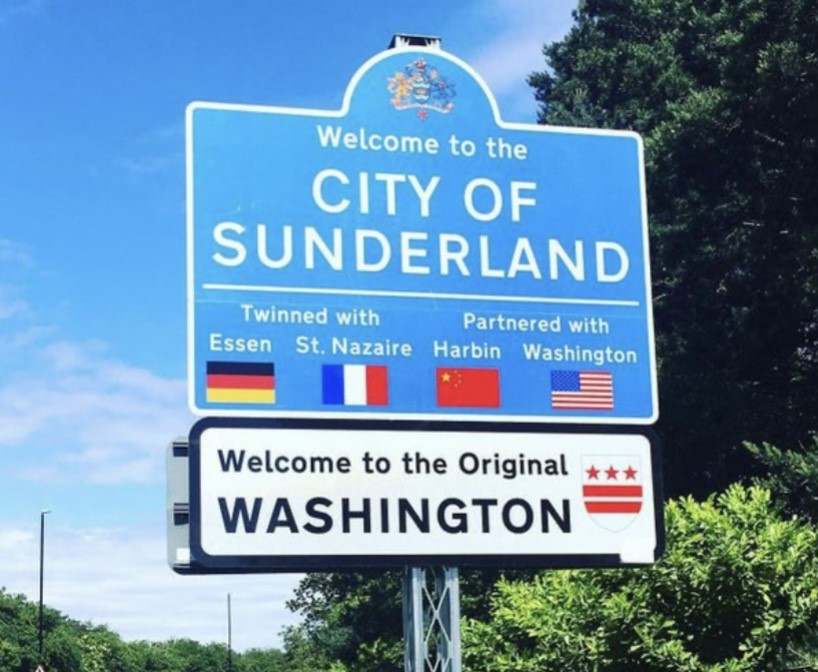 Welcome to the
CITY OF
SUNDERLAND
Twinned with
Essen St. Nazaire
Partnered with
Harbin Washington
Welcome to the Original
WASHINGTON